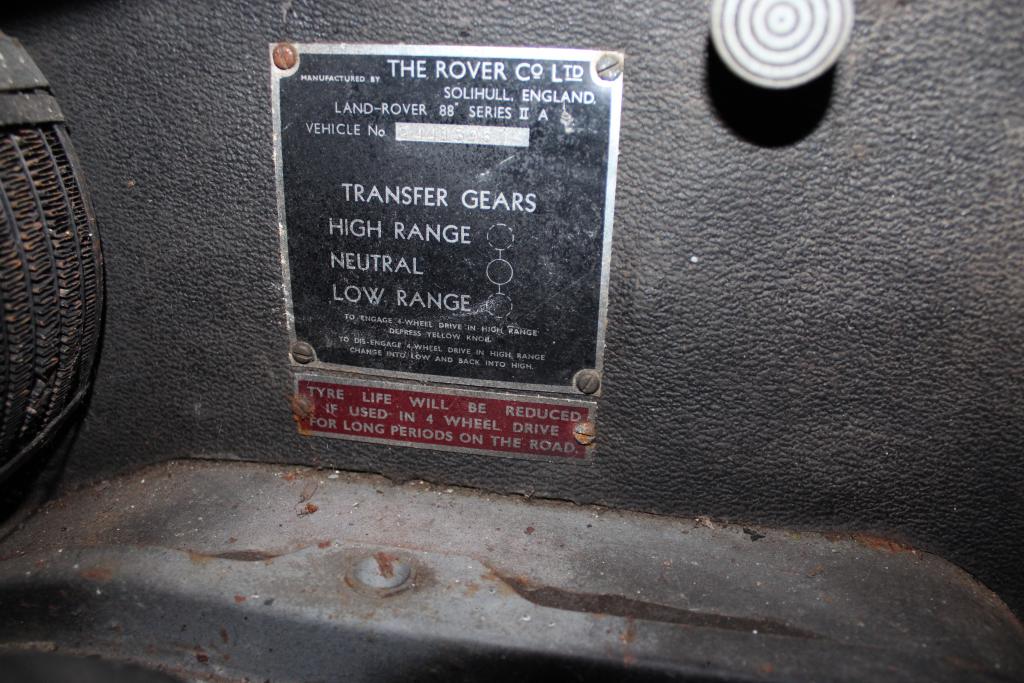 THE ROVER Cº LTD
MANUFACTURED BY
SOLIHULL, ENGLAND.
LAND-ROVER 88" SERIES II A
VEHICLE No
TRANSFER GEARS
HIGH RANGE
NEUTRAL
LOW RANGE
TO ENGAGE 4-WHEEL DRIVE IN HIGH RANGE
DEPRESS YELLOW KNOB.
TO DIS-ENGAGE 4-WHEEL DRIVE IN HIGH RANGE
CHANGE INTO LOW AND BACK INTO HIGH.
TYRE LIFE WILL BE REDUCED
IF USED IN 4 WHEEL DRIVE
FOR LONG PERIODS ON THE ROAD.